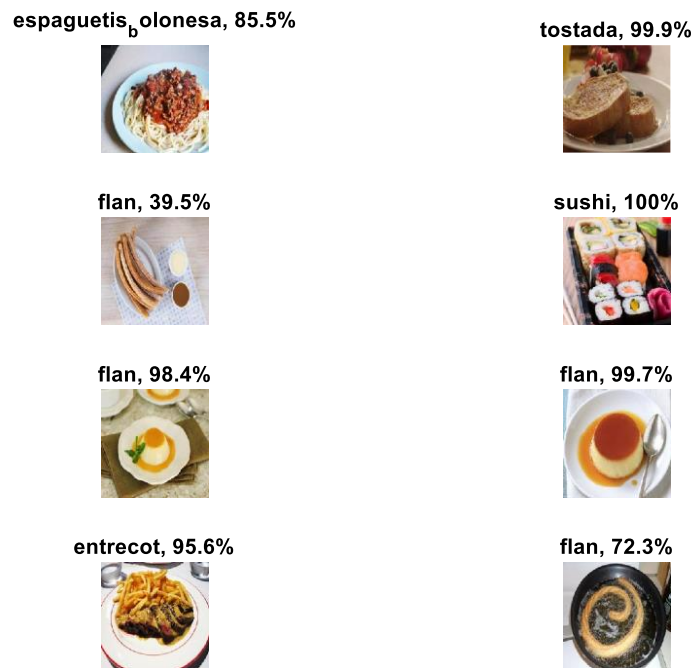 espaguetis_bolonesa, 85.5%
tostada, 99.9%
flan, 39.5%
sushi, 100%
flan, 98.4%
flan, 99.7%
entrecot, 95.6%
flan, 72.3%